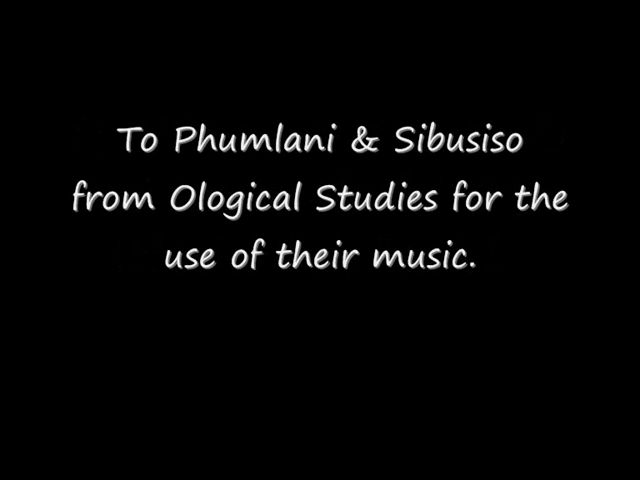 To Phumlani & Sibusiso
from Ological Studies for the
use of their music.